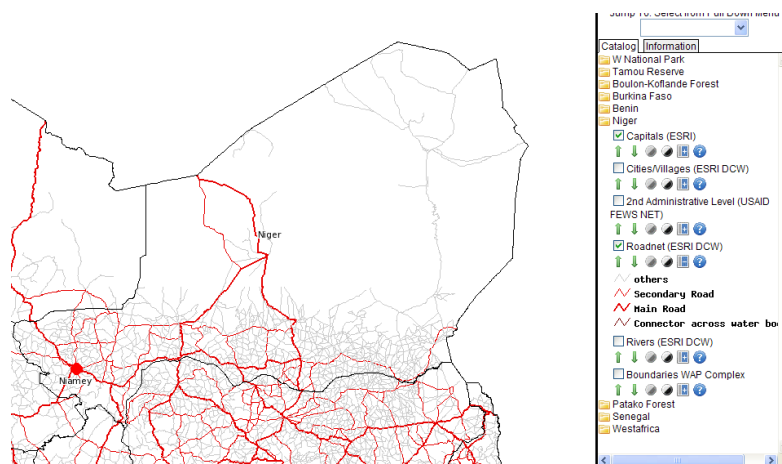 Niger
Niamey
Jump To: Select from Pull Down Menu
Catalog Information
W National Park
Tamou Reserve
Boulon-Koflande Forest
Burkina Faso
Benin
Niger
Capitals (ESRI)
Cities/Villages (ESRI DCW)
2nd Administrative Level (USAID
FEWS NET)
Roadnet (ESRI DCW)
others
Secondary Road
Main Road
Connector across water bo
Rivers (ESRI DCW)
Boundaries WAP Complex
Patako Forest
Senegal
Westafrica